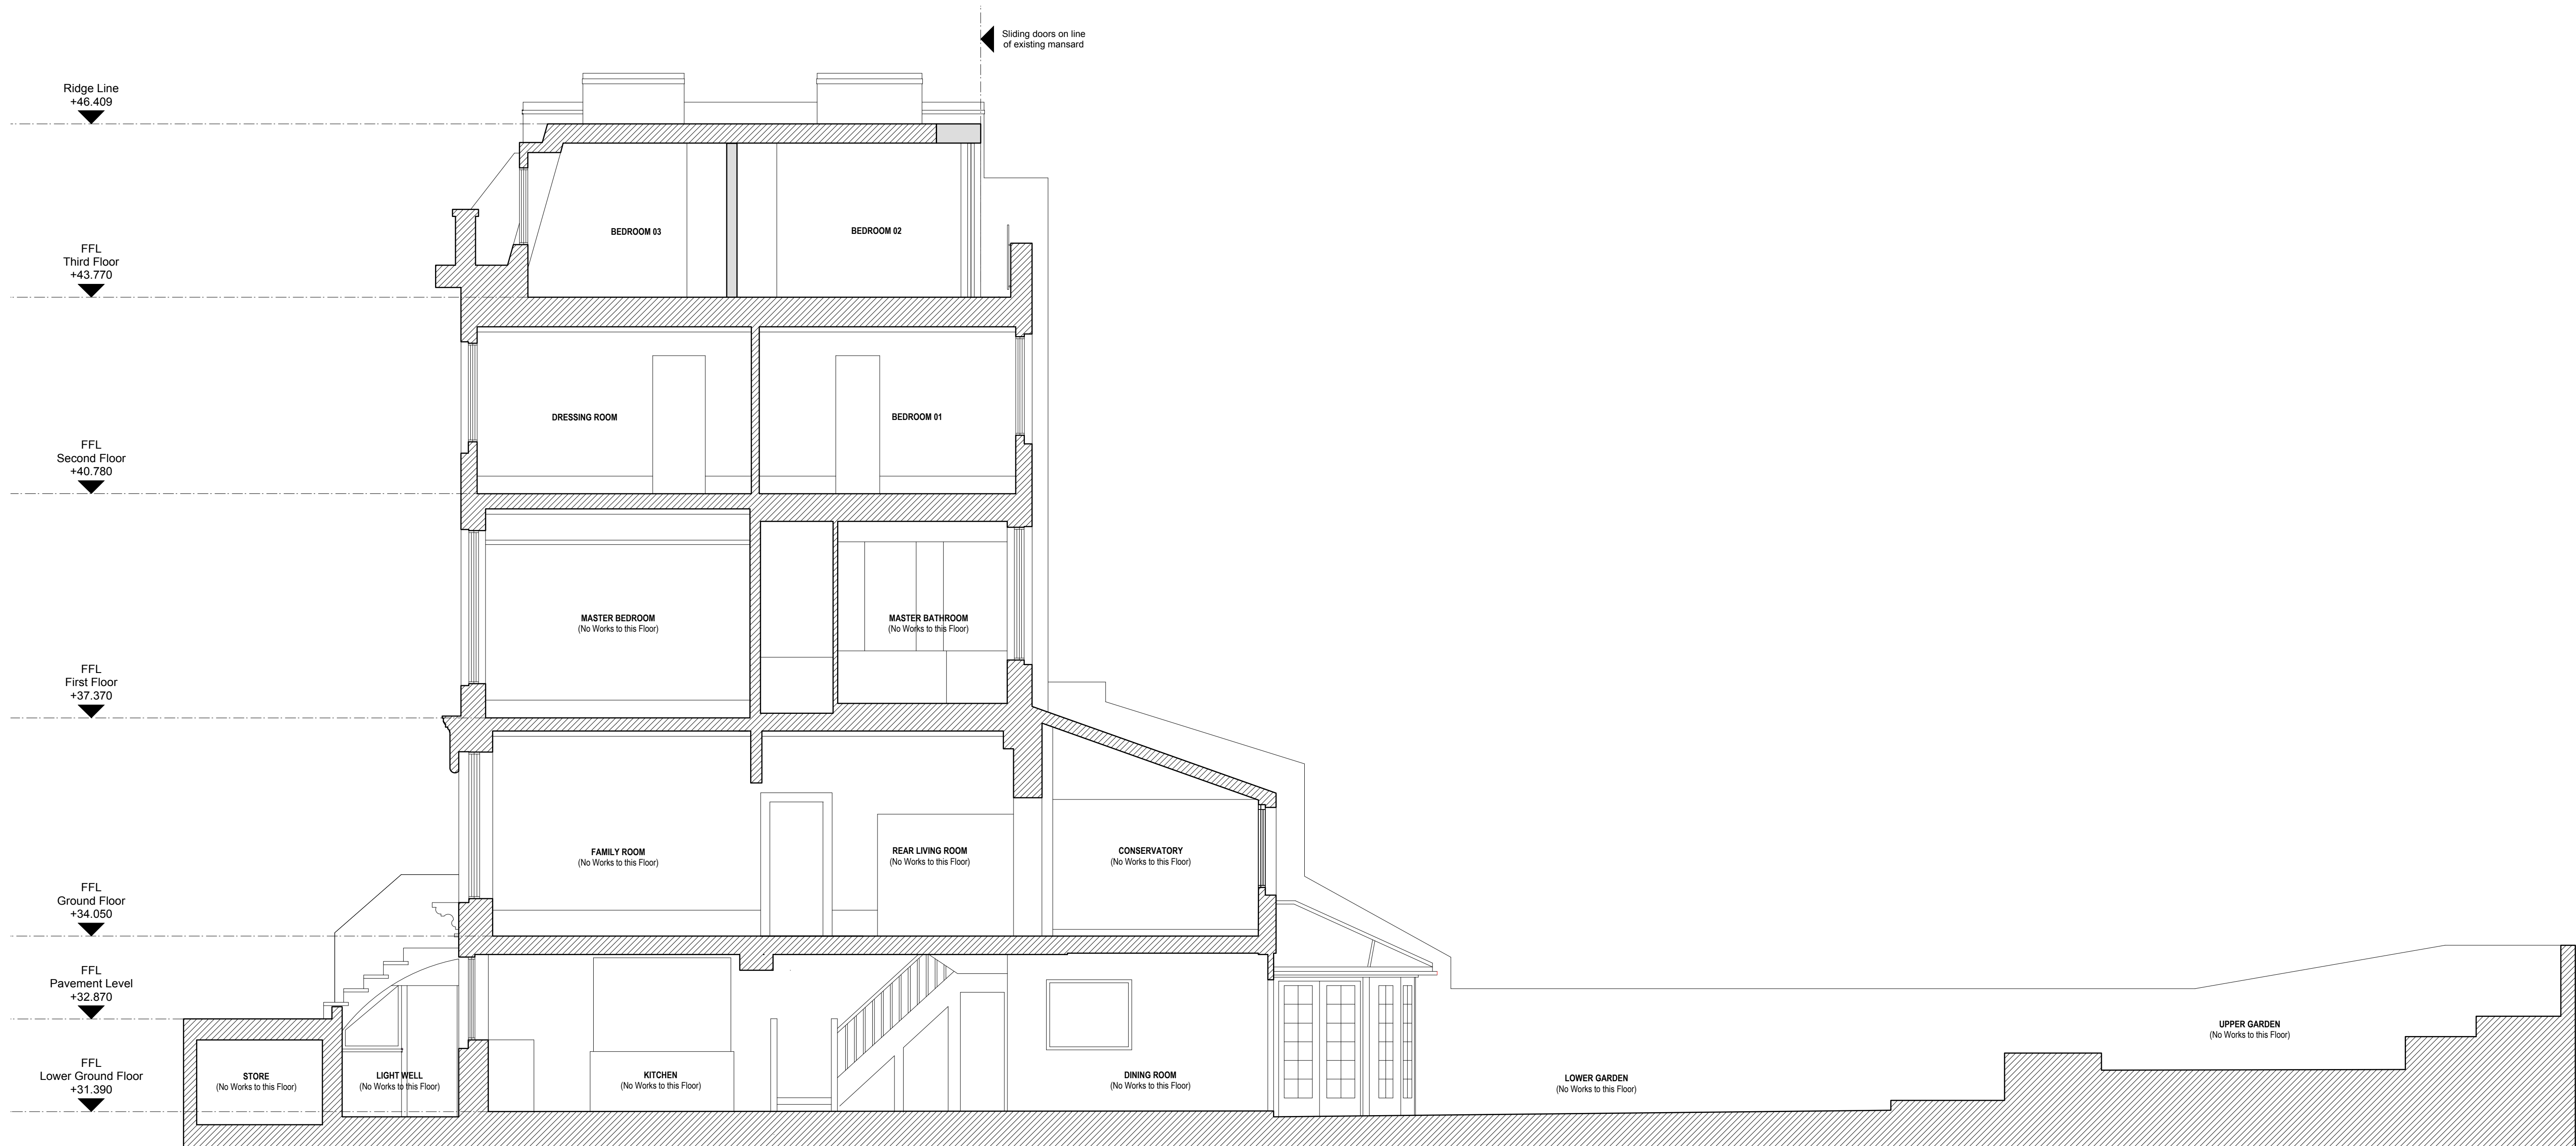 Sliding doors on line
of existing mansard
Ridge Line
+46.409
BEDROOM 03
BEDROOM 02
FFL
Third Floor
+43.770
DRESSING ROOM
BEDROOM 01
FFL
Second Floor
+40.780
MASTER BEDROOM
(No Works to this Floor)
MASTER BATHROOM
(No Works to this Floor)
FFL
First Floor
+37.370
FAMILY ROOM
(No Works to this Floor)
REAR LIVING ROOM
(No Works to this Floor)
CONSERVATORY
(No Works to this Floor)
FFL
Ground Floor
+34.050
FFL
Pavement Level
+32.870
UPPER GARDEN
(No Works to this Floor)
FFL
Lower Ground Floor
+31.390
STORE
(No Works to this Floor)
LIGHT WELL
(No Works to this Floor)
KITCHEN
(No Works to this Floor)
DINING ROOM
(No Works to this Floor)
LOWER GARDEN
(No Works to this Floor)